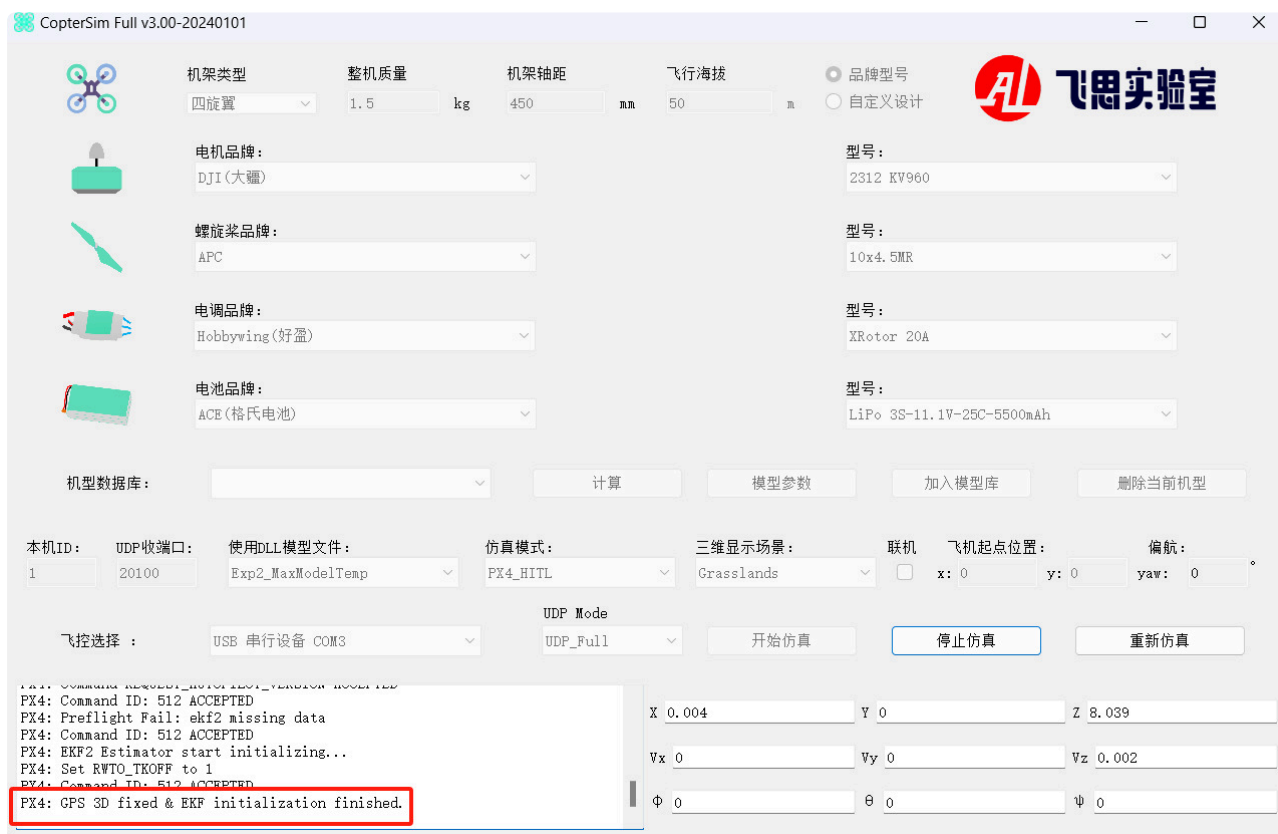 CopterSim Full v3.00-20240101
机架类型 整机质量 机架轴距 飞行海拔 品牌型号
四旋翼 1.5 kg 450 mm 50 m 自定义设计
飞思实验室
电机品牌: 型号:
DJI(大疆) 2312 KV960
螺旋桨品牌: 型号:
APC 10x4.5MR
电调品牌: 型号:
Hobbywing(好盈) XRotor 20A
电池品牌: 型号:
ACE(格氏电池) LiPo 3S-11.1V-25C-5500mAh
机型数据库: 计算 模型参数 加入模型库 删除当前机型
本机ID: UDP收端口: 使用DLL模型文件: 仿真模式: 三维显示场景: 联机 飞机起点位置: 偏航:
1 20100 Exp2_MaxModelTemp PX4_HITL Grasslands x: 0 y: 0 yaw: 0 °
UDP Mode
飞控选择 : USB 串行设备 COM3 UDP_Full 开始仿真 停止仿真 重新仿真
PX4: Command REQUEST_AUTOPILOT_VERSION ACCEPTED
PX4: Command ID: 512 ACCEPTED
PX4: Preflight Fail: ekf2 missing data
PX4: Command ID: 512 ACCEPTED
PX4: EKF2 Estimator start initializing...
PX4: Set RWTO_TKOFF to 1
PX4: Command ID: 512 ACCEPTED
PX4: GPS 3D fixed & EKF initialization finished.
X 0.004 Y 0 Z 8.039
Vx 0 Vy 0 Vz 0.002
Φ 0 θ 0 ψ 0